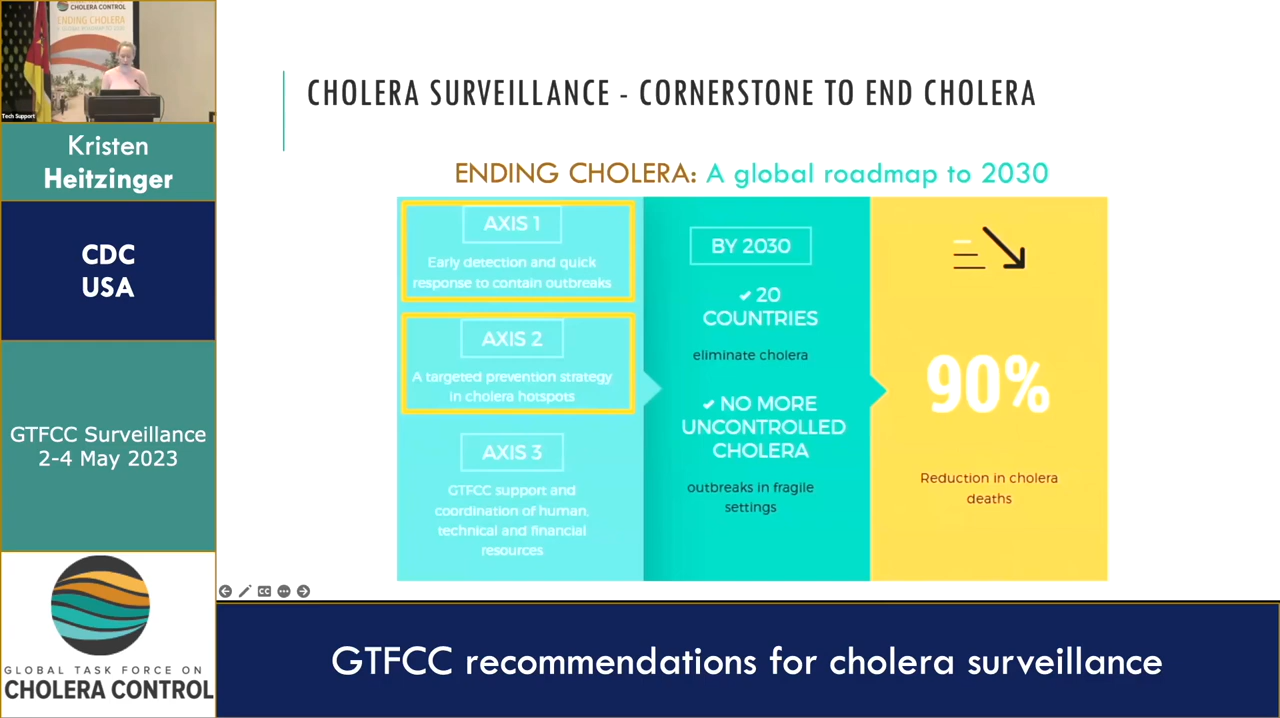 CHOLERA CONTROL
ENDING CHOLERA
Tech Support
Kristen
Heitzinger
CDC
USA
GTFCC Surveillance
2-4 May 2023
GLOBAL TASK FORCE ON
CHOLERA CONTROL
CHOLERA SURVEILLANCE - CORNERSTONE TO END CHOLERA
ENDING CHOLERA: A global roadmap to 2030
AXIS 1
Early detection and quick
response to contain outbreaks
AXIS 2
A targeted prevention strategy
in cholera hotspots
AXIS 3
GTFCC support and
coordination of human,
technical and financial
resources
BY 2030
✔ 20
COUNTRIES
eliminate cholera
✔ NO MORE
UNCONTROLLED
CHOLERA
outbreaks in fragile
settings
90%
Reduction in cholera
deaths
CC
GTFCC recommendations for cholera surveillance